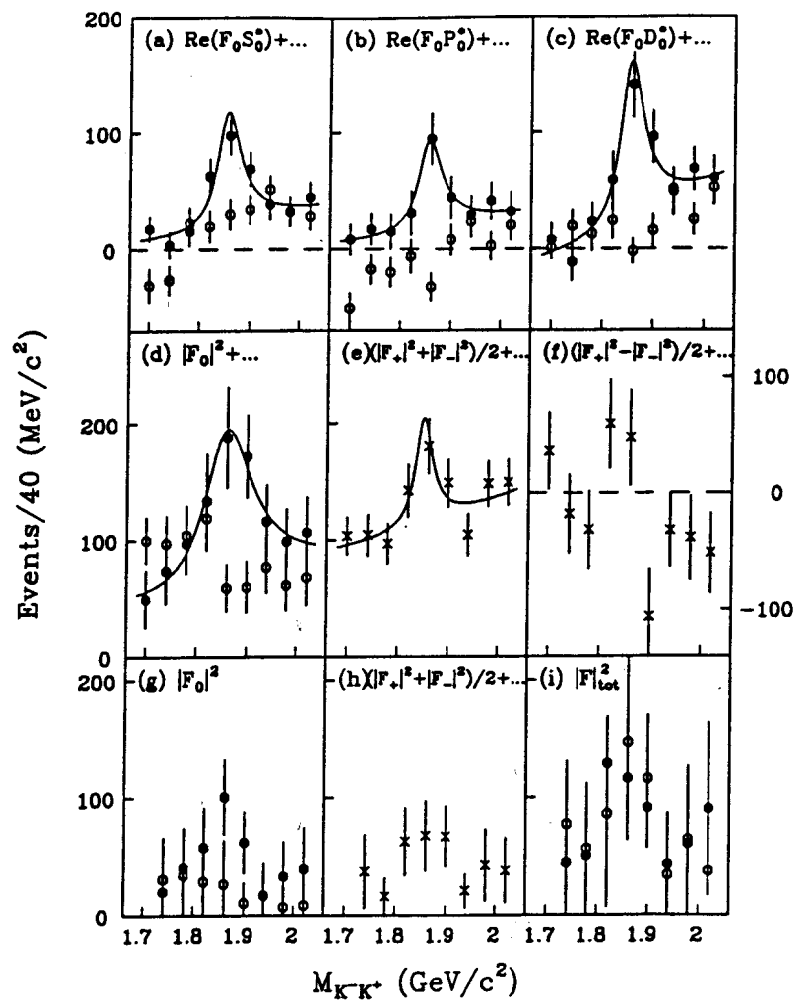 200
(a) Re(F₀S₀*)+...
(b) Re(F₀P₀*)+...
(c) Re(F₀D₀*)+...
100
0
(d) |F₀|²+...
(e)(|F₊|²+|F₋|²)/2+...
(f)(|F₊|²-|F₋|²)/2+...
200
100
0
100
0
-100
Events/40 (MeV/c²)
(g) |F₀|²
(h)(|F₊|²+|F₋|²)/2+...
(i) |F|²tot
200
100
0
1.7 1.8 1.9 2 1.7 1.8 1.9 2 1.7 1.8 1.9 2
M_K⁻K⁺ (GeV/c²)